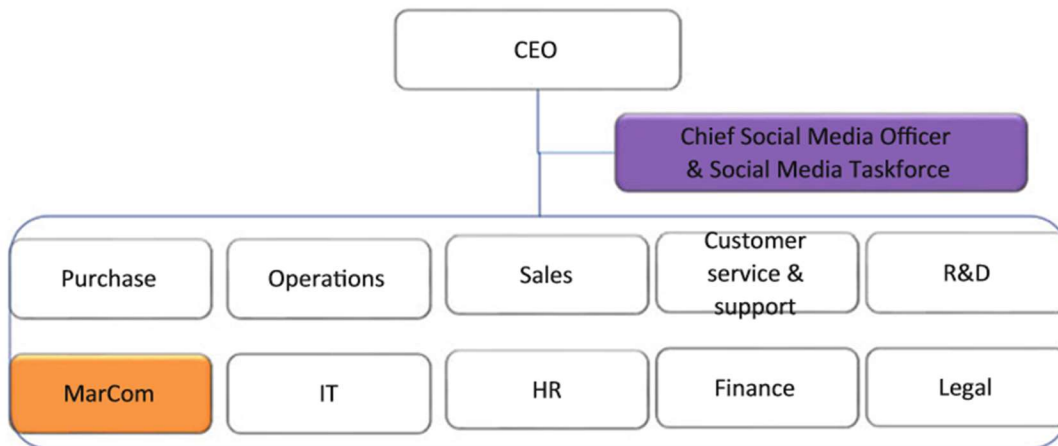 CEO
Chief Social Media Officer
& Social Media Taskforce
Purchase
Operations
Sales
Customer
service &
support
R&D
MarCom
IT
HR
Finance
Legal